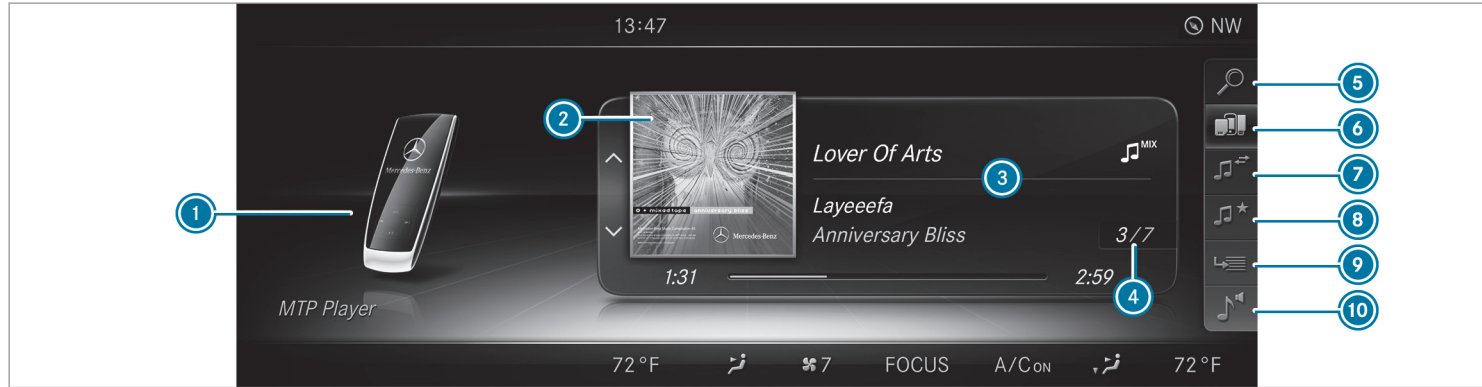 13:47
NW
5
2
6
Lover Of Arts
MIX
3
7
Mercedes-Benz
1
Layeeefa
8
mixedtape anniversary bliss
Mercedes-Benz
Anniversary Bliss
3/7
9
1:31
2:59
4
10
MTP Player
72°F
7
FOCUS
A/C ON
72°F